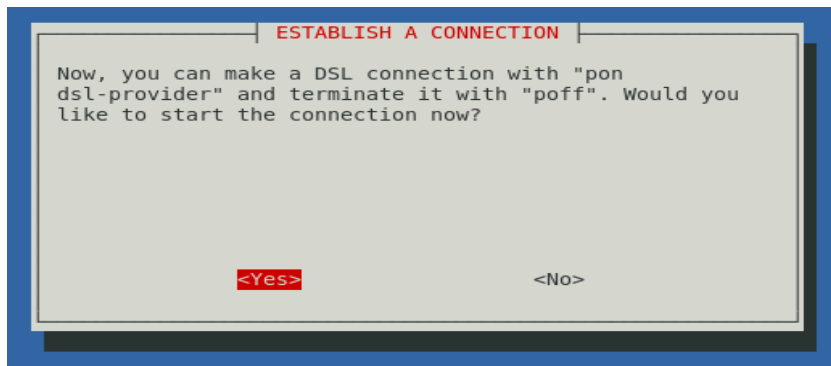 ESTABLISH A CONNECTION
Now, you can make a DSL connection with "pon
dsl-provider" and terminate it with "poff". Would you
like to start the connection now?
<Yes> <No>